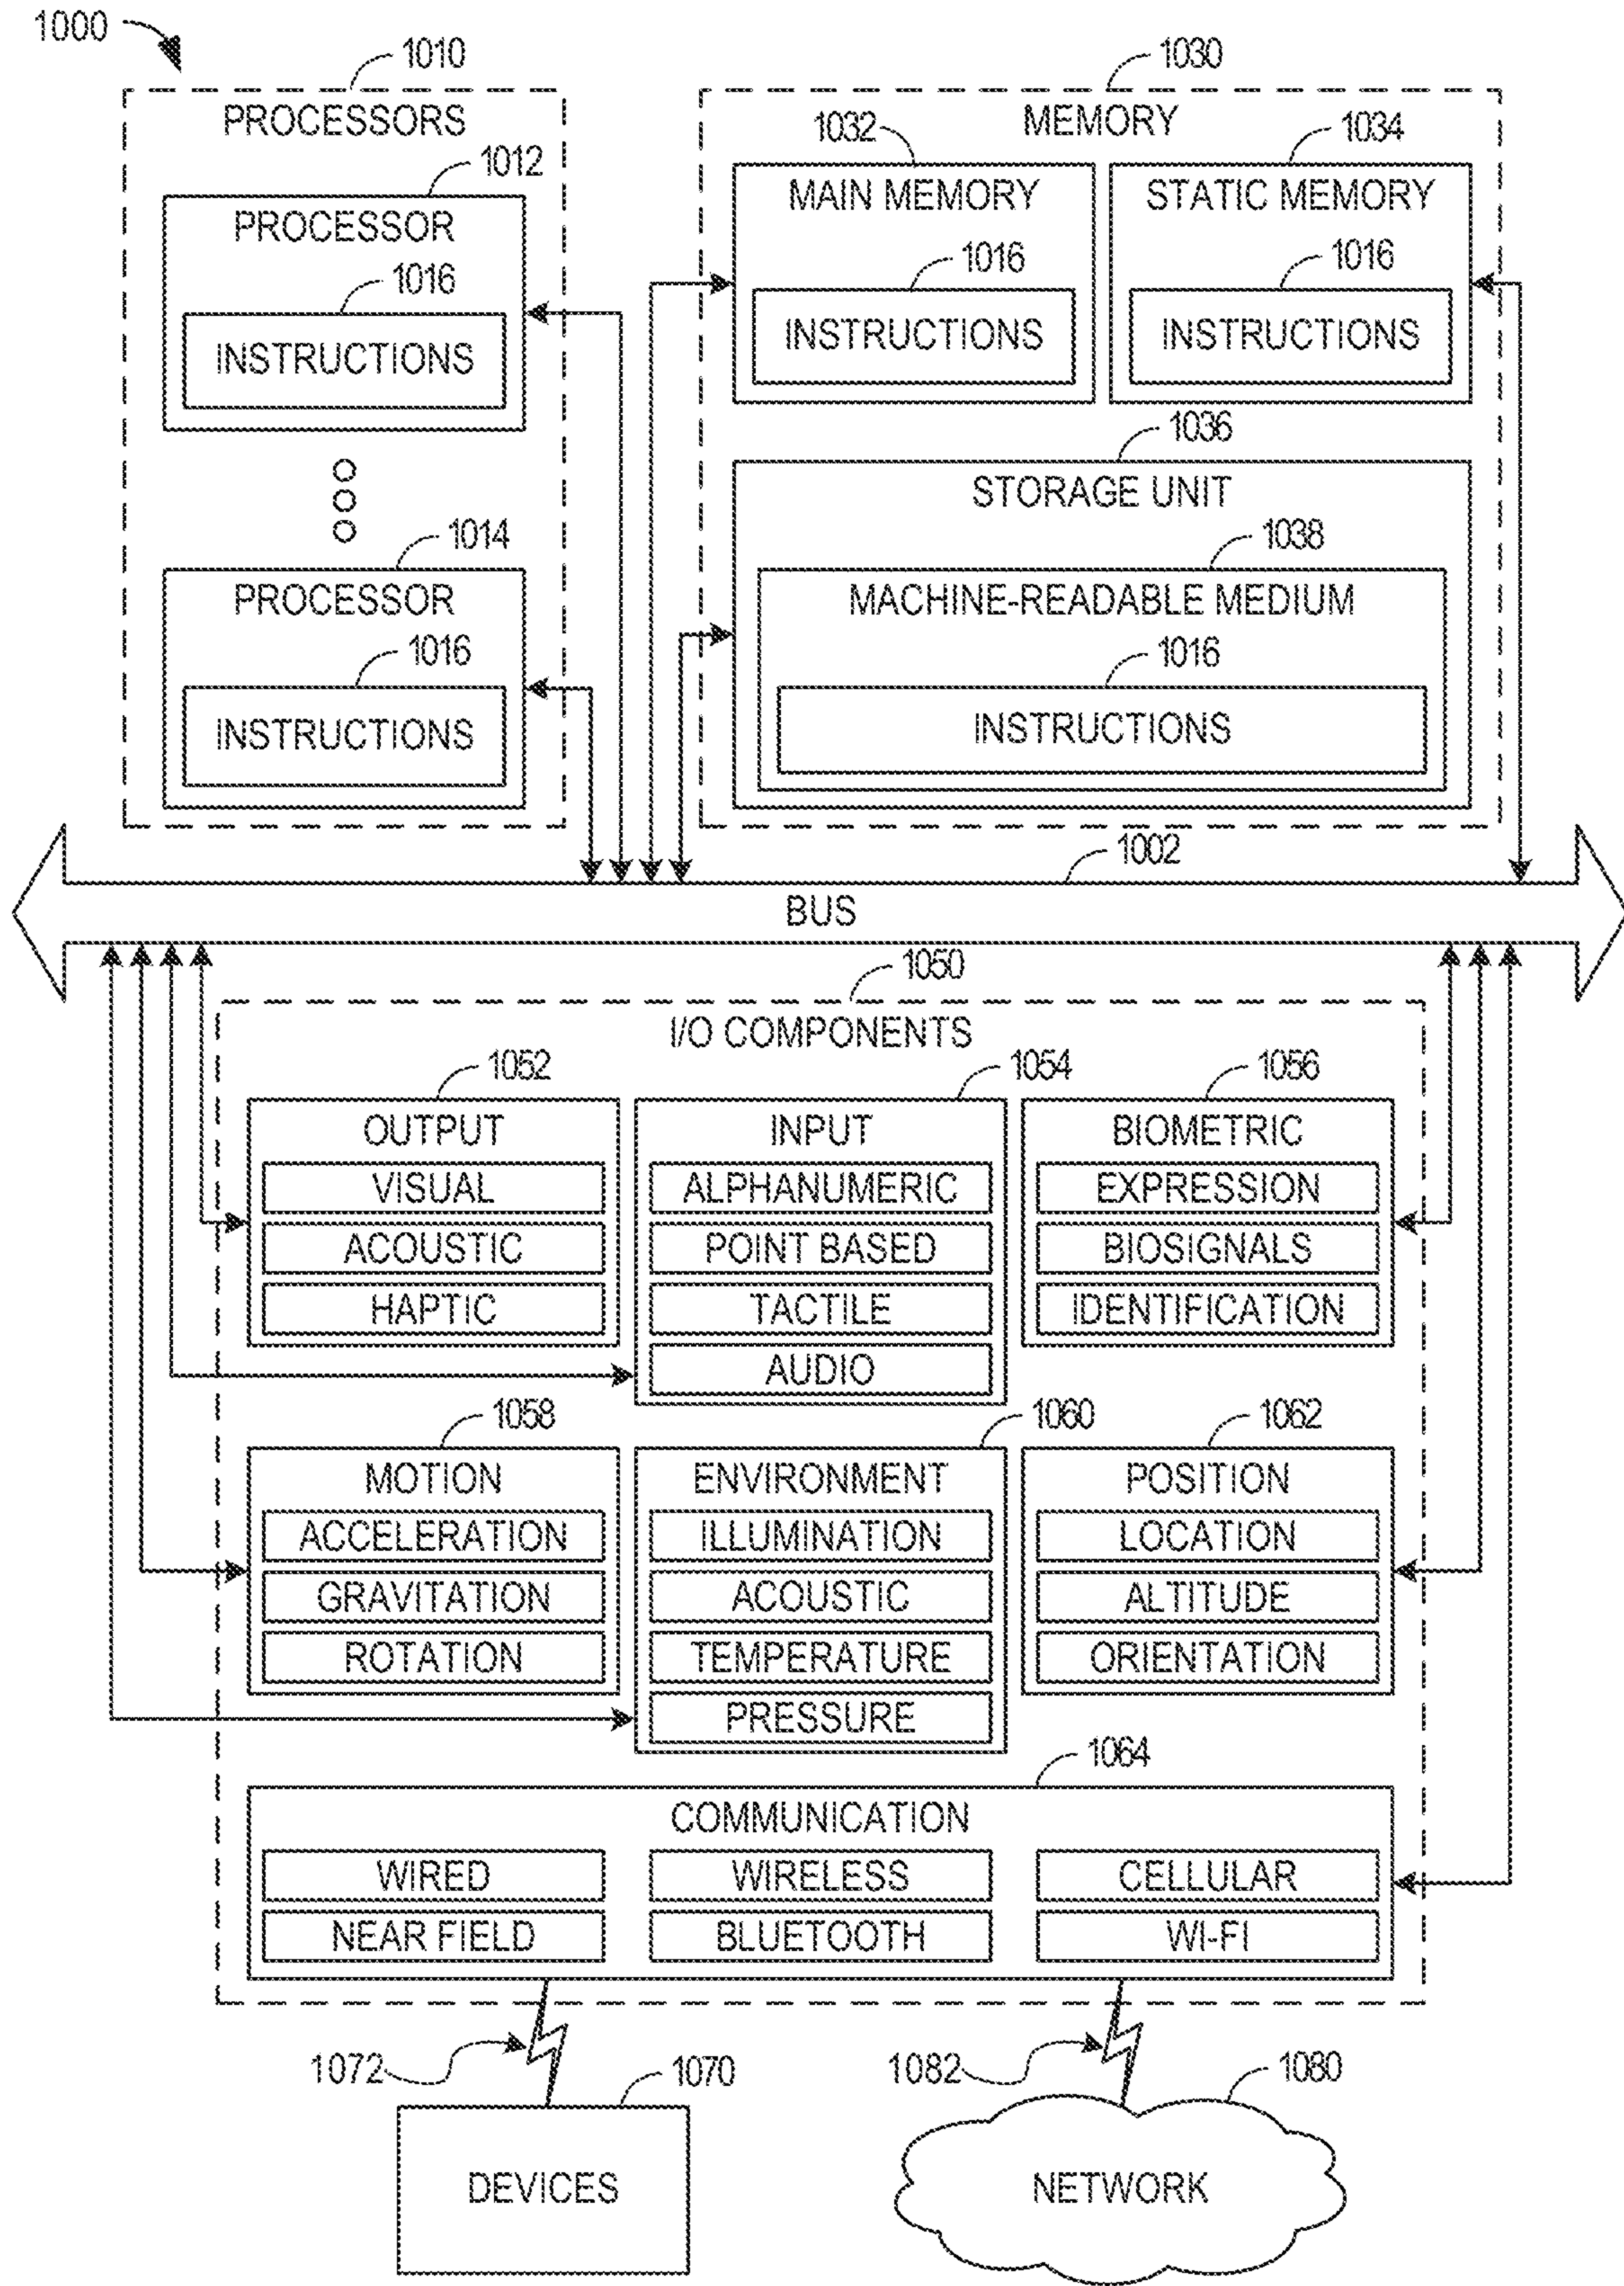 1000
1010
PROCESSORS
1012
PROCESSOR
1016
INSTRUCTIONS
1014
PROCESSOR
1016
INSTRUCTIONS
1030
MEMORY
1032
MAIN MEMORY
1016
INSTRUCTIONS
1034
STATIC MEMORY
1016
INSTRUCTIONS
1036
STORAGE UNIT
1038
MACHINE-READABLE MEDIUM
1016
INSTRUCTIONS
1002
BUS
1050
I/O COMPONENTS
1052
OUTPUT
VISUAL
ACOUSTIC
HAPTIC
1054
INPUT
ALPHANUMERIC
POINT BASED
TACTILE
AUDIO
1056
BIOMETRIC
EXPRESSION
BIOSIGNALS
IDENTIFICATION
1058
MOTION
ACCELERATION
GRAVITATION
ROTATION
1060
ENVIRONMENT
ILLUMINATION
ACOUSTIC
TEMPERATURE
PRESSURE
1062
POSITION
LOCATION
ALTITUDE
ORIENTATION
1064
COMMUNICATION
WIRED
WIRELESS
CELLULAR
NEAR FIELD
BLUETOOTH
WI-FI
1072
1070
DEVICES
1082
1080
NETWORK